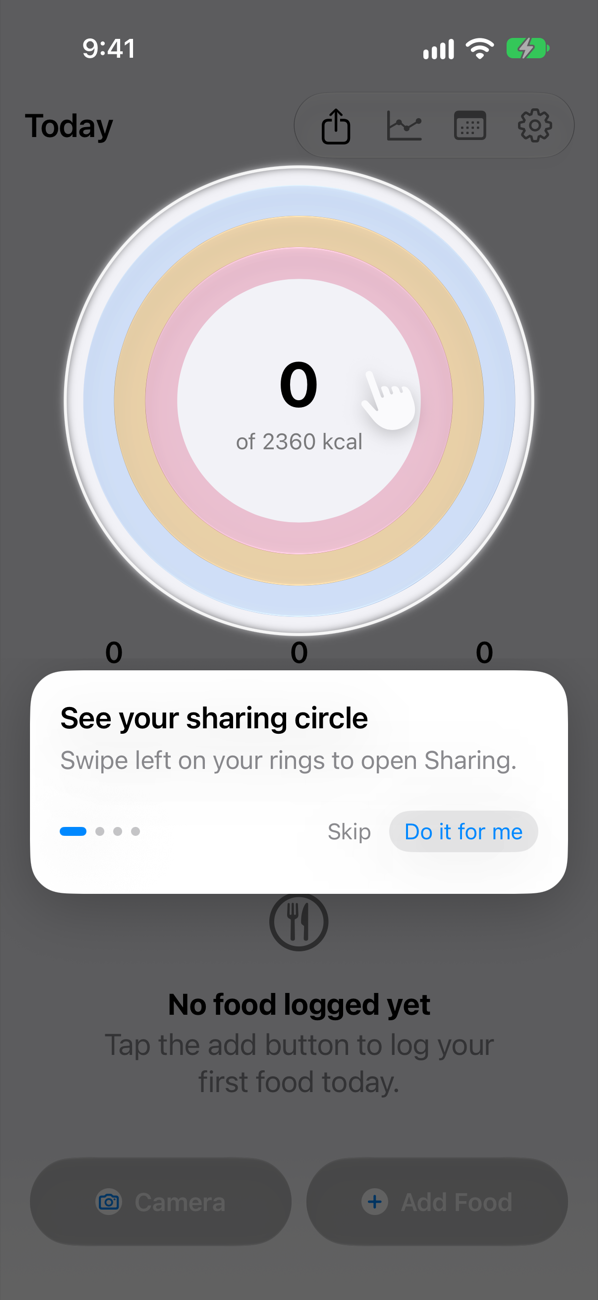 9:41
Today
0
of 2360 kcal
0 0 0
See your sharing circle
Swipe left on your rings to open Sharing.
Skip Do it for me
No food logged yet
Tap the add button to log your
first food today.
Camera Add Food